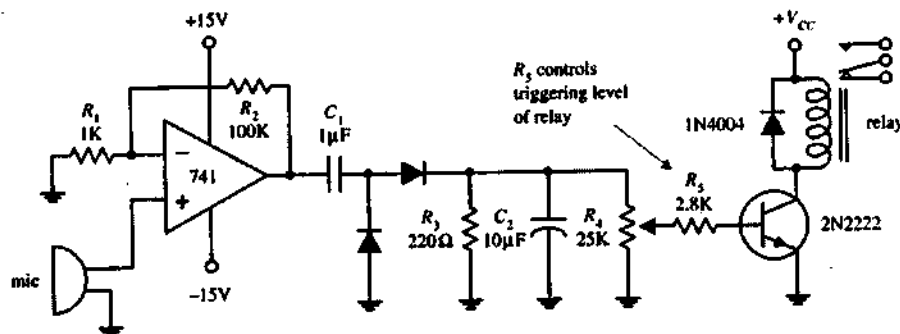 +15V
R1
1K
R2
100K
C1
1µF
741
−
+
mic
−15V
R3
220Ω
C2
10µF
R4
25K
R5 controls
triggering level
of relay
R5
2.8K
+VCC
1N4004
relay
2N2222